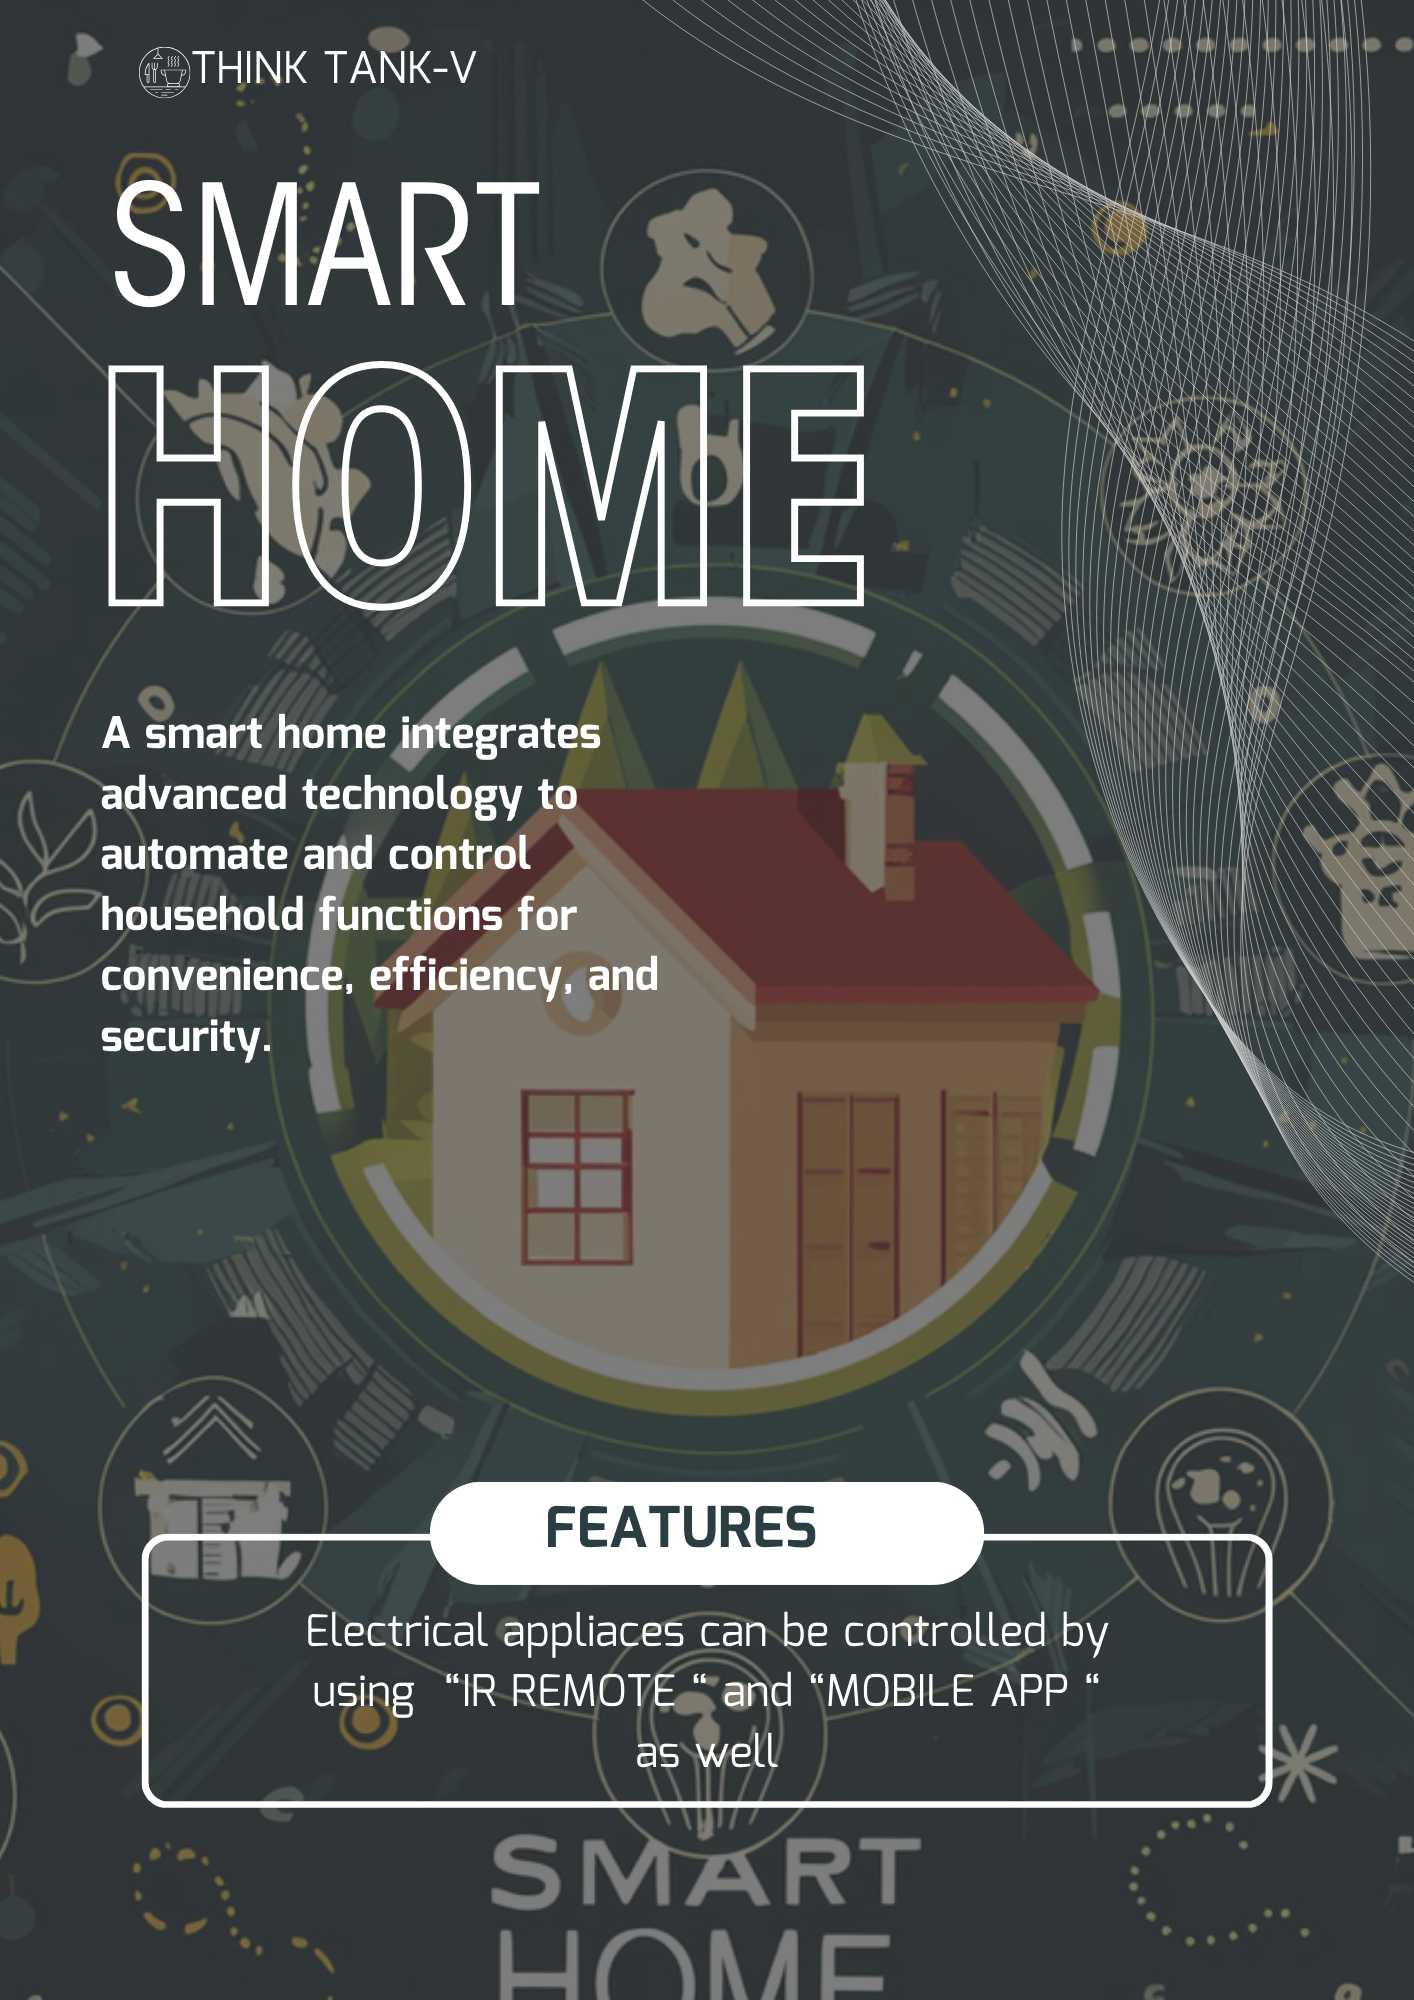 THINK TANK-V
SMART
HOME
A smart home integrates
advanced technology to
automate and control
household functions for
convenience, efficiency, and
security.
FEATURES
Electrical appliaces can be controlled by
using “IR REMOTE “ and “MOBILE APP “
as well
SMART
HOME